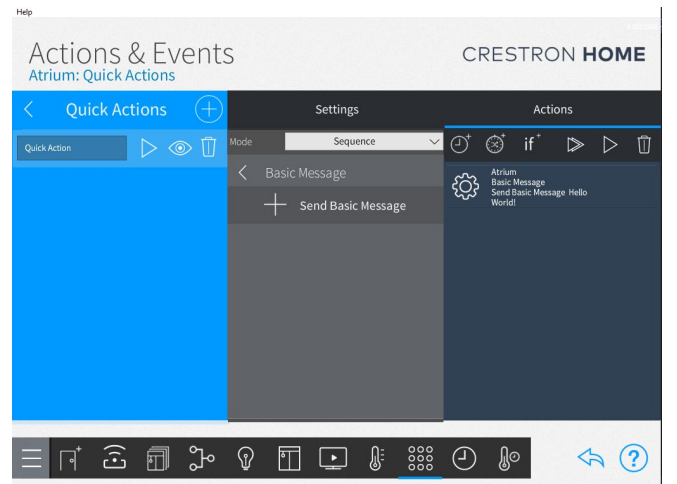 Help
Actions & Events
Atrium: Quick Actions
CRESTRON HOME
Quick Actions
Settings
Actions
Quick Action
Mode
Sequence
if
Basic Message
Send Basic Message
Atrium
Basic Message
Send Basic Message Hello
World!
?